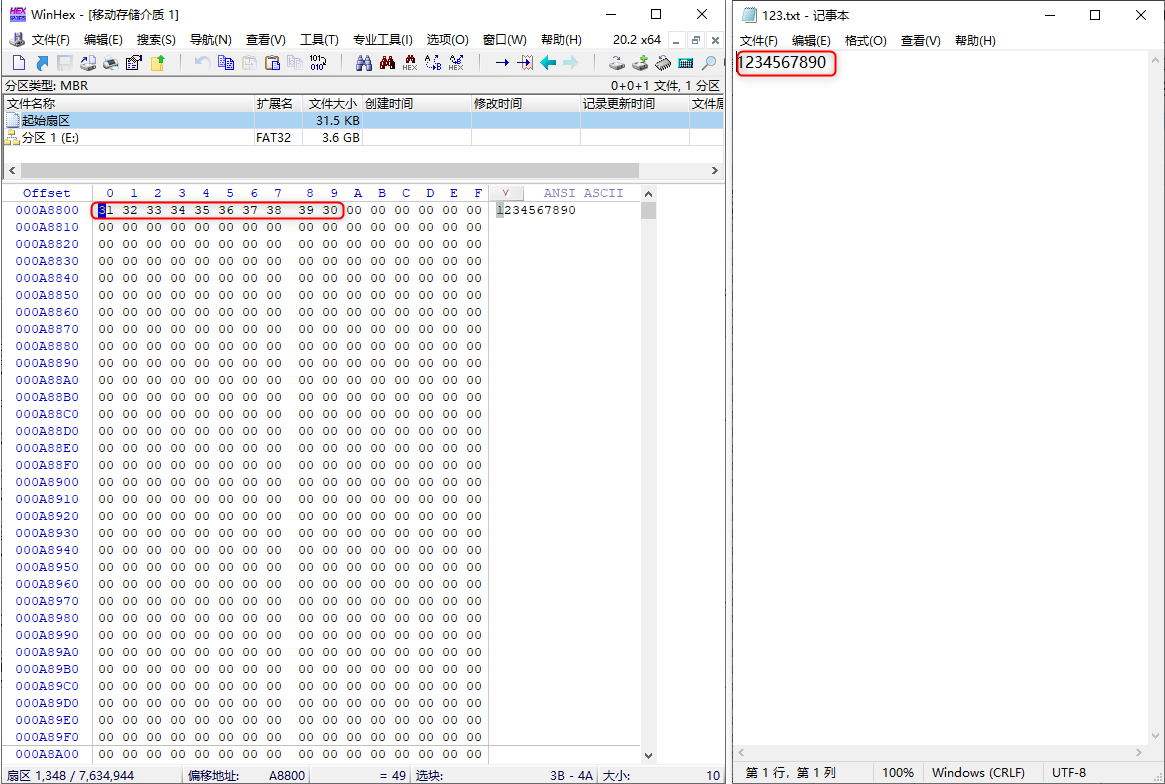 WinHex - [移动存储介质 1]
文件(F) 编辑(E) 搜索(S) 导航(N) 查看(V) 工具(T) 专业工具(I) 选项(O) 窗口(W) 帮助(H) 20.2 x64
分区类型: MBR 0+0+1 文件, 1 分区
文件名称 扩展名 文件大小 创建时间 修改时间 记录更新时间 文件属
起始扇区 31.5 KB
分区 1 (E:) FAT32 3.6 GB
Offset 0 1 2 3 4 5 6 7 8 9 A B C D E F ANSI ASCII
000A8800 31 32 33 34 35 36 37 38 39 30 00 00 00 00 00 00 1234567890
000A8810 00 00 00 00 00 00 00 00 00 00 00 00 00 00 00 00
000A8820 00 00 00 00 00 00 00 00 00 00 00 00 00 00 00 00
000A8830 00 00 00 00 00 00 00 00 00 00 00 00 00 00 00 00
000A8840 00 00 00 00 00 00 00 00 00 00 00 00 00 00 00 00
000A8850 00 00 00 00 00 00 00 00 00 00 00 00 00 00 00 00
000A8860 00 00 00 00 00 00 00 00 00 00 00 00 00 00 00 00
000A8870 00 00 00 00 00 00 00 00 00 00 00 00 00 00 00 00
000A8880 00 00 00 00 00 00 00 00 00 00 00 00 00 00 00 00
000A8890 00 00 00 00 00 00 00 00 00 00 00 00 00 00 00 00
000A88A0 00 00 00 00 00 00 00 00 00 00 00 00 00 00 00 00
000A88B0 00 00 00 00 00 00 00 00 00 00 00 00 00 00 00 00
000A88C0 00 00 00 00 00 00 00 00 00 00 00 00 00 00 00 00
000A88D0 00 00 00 00 00 00 00 00 00 00 00 00 00 00 00 00
000A88E0 00 00 00 00 00 00 00 00 00 00 00 00 00 00 00 00
000A88F0 00 00 00 00 00 00 00 00 00 00 00 00 00 00 00 00
000A8900 00 00 00 00 00 00 00 00 00 00 00 00 00 00 00 00
000A8910 00 00 00 00 00 00 00 00 00 00 00 00 00 00 00 00
000A8920 00 00 00 00 00 00 00 00 00 00 00 00 00 00 00 00
000A8930 00 00 00 00 00 00 00 00 00 00 00 00 00 00 00 00
000A8940 00 00 00 00 00 00 00 00 00 00 00 00 00 00 00 00
000A8950 00 00 00 00 00 00 00 00 00 00 00 00 00 00 00 00
000A8960 00 00 00 00 00 00 00 00 00 00 00 00 00 00 00 00
000A8970 00 00 00 00 00 00 00 00 00 00 00 00 00 00 00 00
000A8980 00 00 00 00 00 00 00 00 00 00 00 00 00 00 00 00
000A8990 00 00 00 00 00 00 00 00 00 00 00 00 00 00 00 00
000A89A0 00 00 00 00 00 00 00 00 00 00 00 00 00 00 00 00
000A89B0 00 00 00 00 00 00 00 00 00 00 00 00 00 00 00 00
000A89C0 00 00 00 00 00 00 00 00 00 00 00 00 00 00 00 00
000A89D0 00 00 00 00 00 00 00 00 00 00 00 00 00 00 00 00
000A89E0 00 00 00 00 00 00 00 00 00 00 00 00 00 00 00 00
000A89F0 00 00 00 00 00 00 00 00 00 00 00 00 00 00 00 00
000A8A00 00 00 00 00 00 00 00 00 00 00 00 00 00 00 00 00
扇区 1,348 / 7,634,944 偏移地址: A8800 = 49 选块: 3B - 4A 大小: 10
123.txt - 记事本
文件(F) 编辑(E) 格式(O) 查看(V) 帮助(H)
1234567890
第 1 行，第 1 列 100% Windows (CRLF) UTF-8